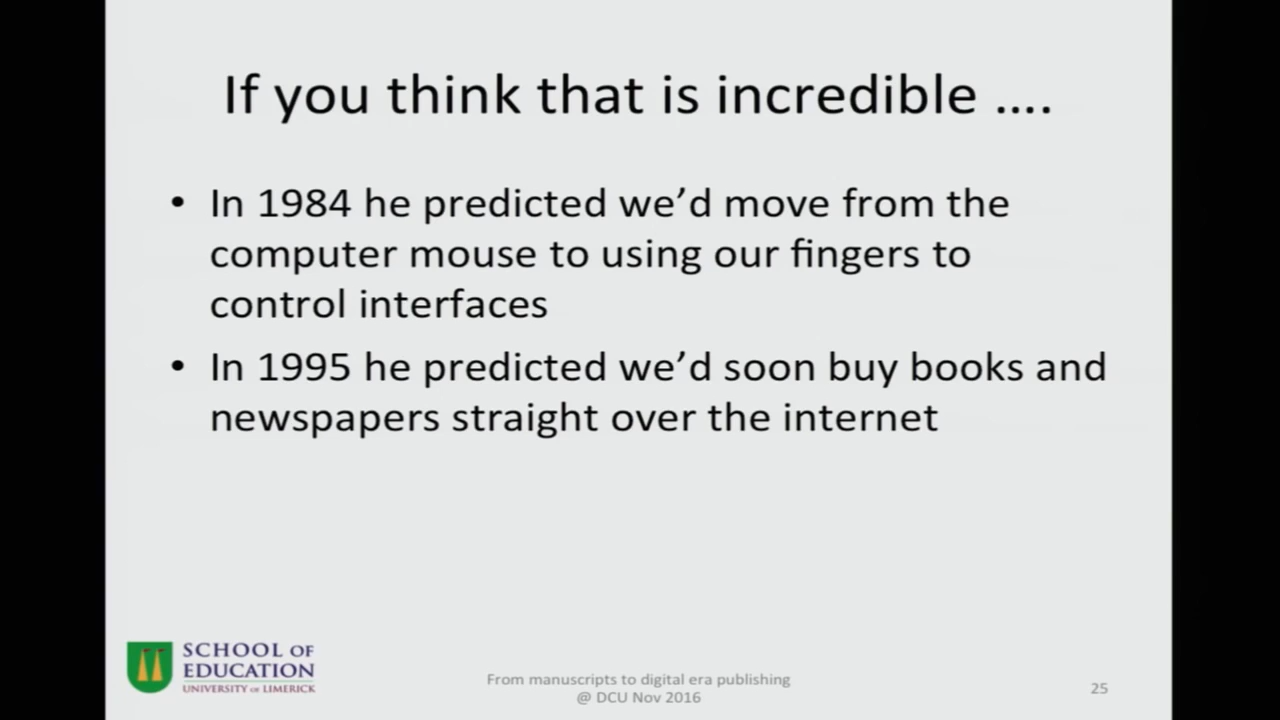 If you think that is incredible ....
• In 1984 he predicted we’d move from the
computer mouse to using our fingers to
control interfaces
• In 1995 he predicted we’d soon buy books and
newspapers straight over the internet
SCHOOL OF
EDUCATION
UNIVERSITY OF LIMERICK
From manuscripts to digital era publishing
@ DCU Nov 2016
25